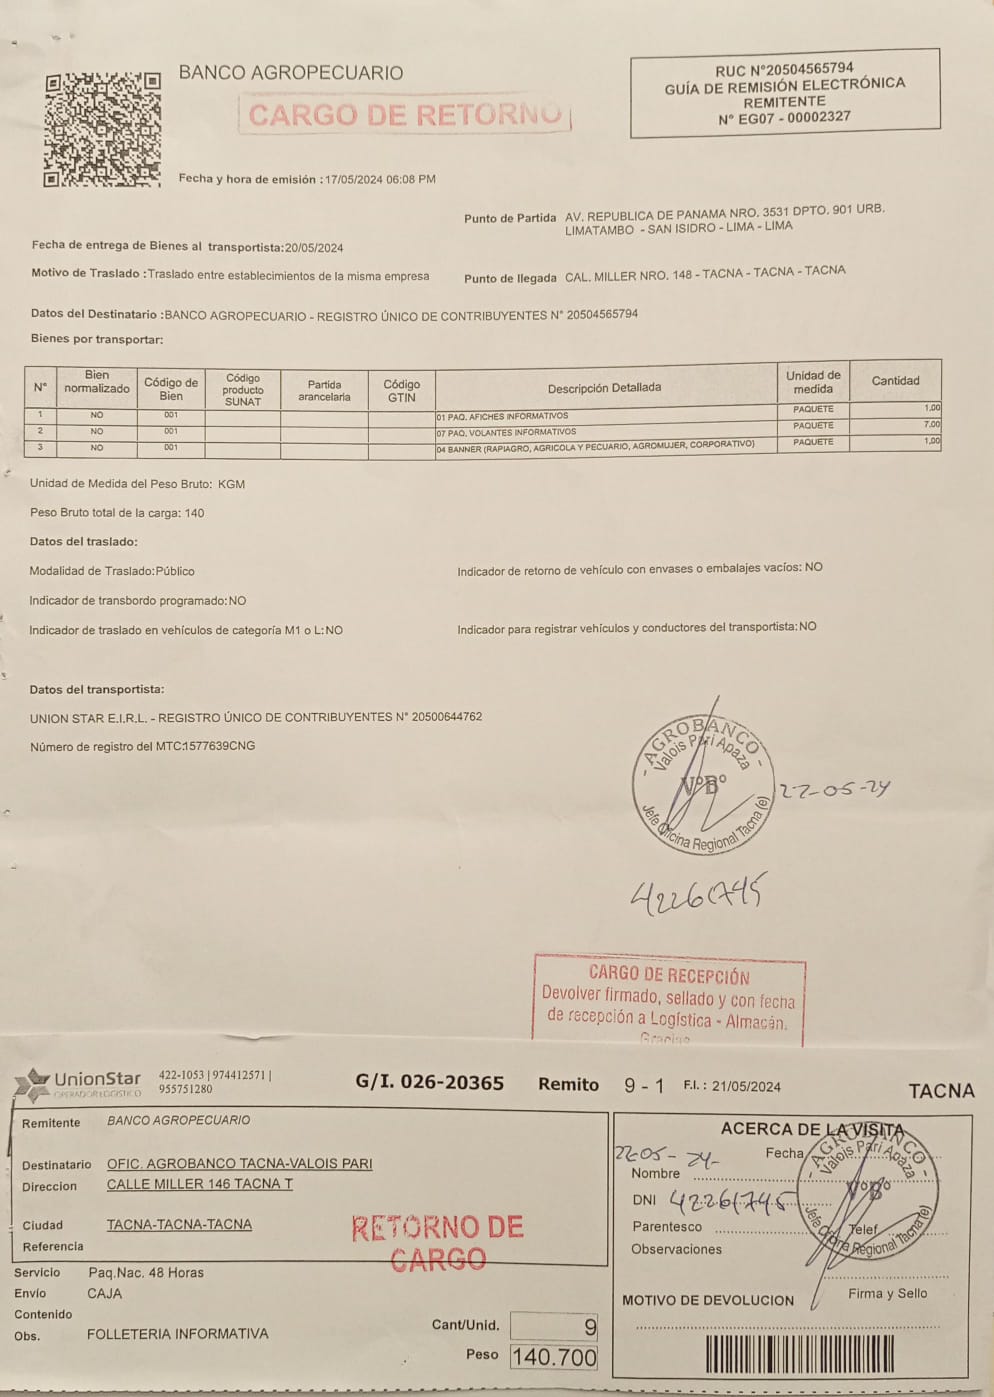 BANCO AGROPECUARIO
CARGO DE RETORNO
RUC N°20504565794
GUÍA DE REMISIÓN ELECTRÓNICA
REMITENTE
N° EG07 - 00002327
Fecha y hora de emisión :17/05/2024 06:08 PM
Punto de Partida AV. REPUBLICA DE PANAMA NRO. 3531 DPTO. 901 URB.
LIMATAMBO - SAN ISIDRO - LIMA - LIMA
Fecha de entrega de Bienes al transportista:20/05/2024
Motivo de Traslado :Traslado entre establecimientos de la misma empresa
Punto de llegada CAL. MILLER NRO. 148 - TACNA - TACNA - TACNA
Datos del Destinatario :BANCO AGROPECUARIO - REGISTRO ÚNICO DE CONTRIBUYENTES N° 20504565794
Bienes por transportar:
N° Bien normalizado Código de Bien Código producto SUNAT Partida arancelaria Código GTIN Descripción Detallada Unidad de medida Cantidad
1 NO 001 01 PAQ. AFICHES INFORMATIVOS PAQUETE 1.00
2 NO 001 07 PAQ. VOLANTES INFORMATIVOS PAQUETE 7.00
3 NO 001 04 BANNER (RAPIAGRO, AGRICOLA Y PECUARIO, AGROMUJER, CORPORATIVO) PAQUETE 1.00
Unidad de Medida del Peso Bruto: KGM
Peso Bruto total de la carga: 140
Datos del traslado:
Modalidad de Traslado:Público
Indicador de retorno de vehículo con envases o embalajes vacíos: NO
Indicador de transbordo programado:NO
Indicador de traslado en vehículos de categoría M1 o L:NO
Indicador para registrar vehículos y conductores del transportista:NO
Datos del transportista:
UNION STAR E.I.R.L. - REGISTRO ÚNICO DE CONTRIBUYENTES N° 20500644762
Número de registro del MTC:1577639CNG
- AGROBANCO -
Valois Pari Apaza
V°B°
Jefe Oficina Regional Tacna (e)
22-05-24
42261745
CARGO DE RECEPCIÓN
Devolver firmado, sellado y con fecha
de recepción a Logística - Almacén.
Gracias
UnionStar
OPERADOR LOGISTICO
422-1053 | 974412571 |
955751280
G/I. 026-20365 Remito 9 - 1 F.I. : 21/05/2024
TACNA
Remitente BANCO AGROPECUARIO
Destinatario OFIC. AGROBANCO TACNA-VALOIS PARI
Direccion CALLE MILLER 146 TACNA T
Ciudad TACNA-TACNA-TACNA
Referencia
RETORNO DE
CARGO
Servicio Paq.Nac. 48 Horas
Envío CAJA
Contenido
Obs. FOLLETERIA INFORMATIVA
Cant/Unid. 9
Peso 140.700
ACERCA DE LA VISITA
22-05-24- Fecha
Nombre
DNI 42261745
Parentesco Telef
Observaciones
- AGROBANCO -
Valois Pari Apaza
V°B°
Jefe Oficina Regional Tacna (e)
Firma y Sello
MOTIVO DE DEVOLUCION